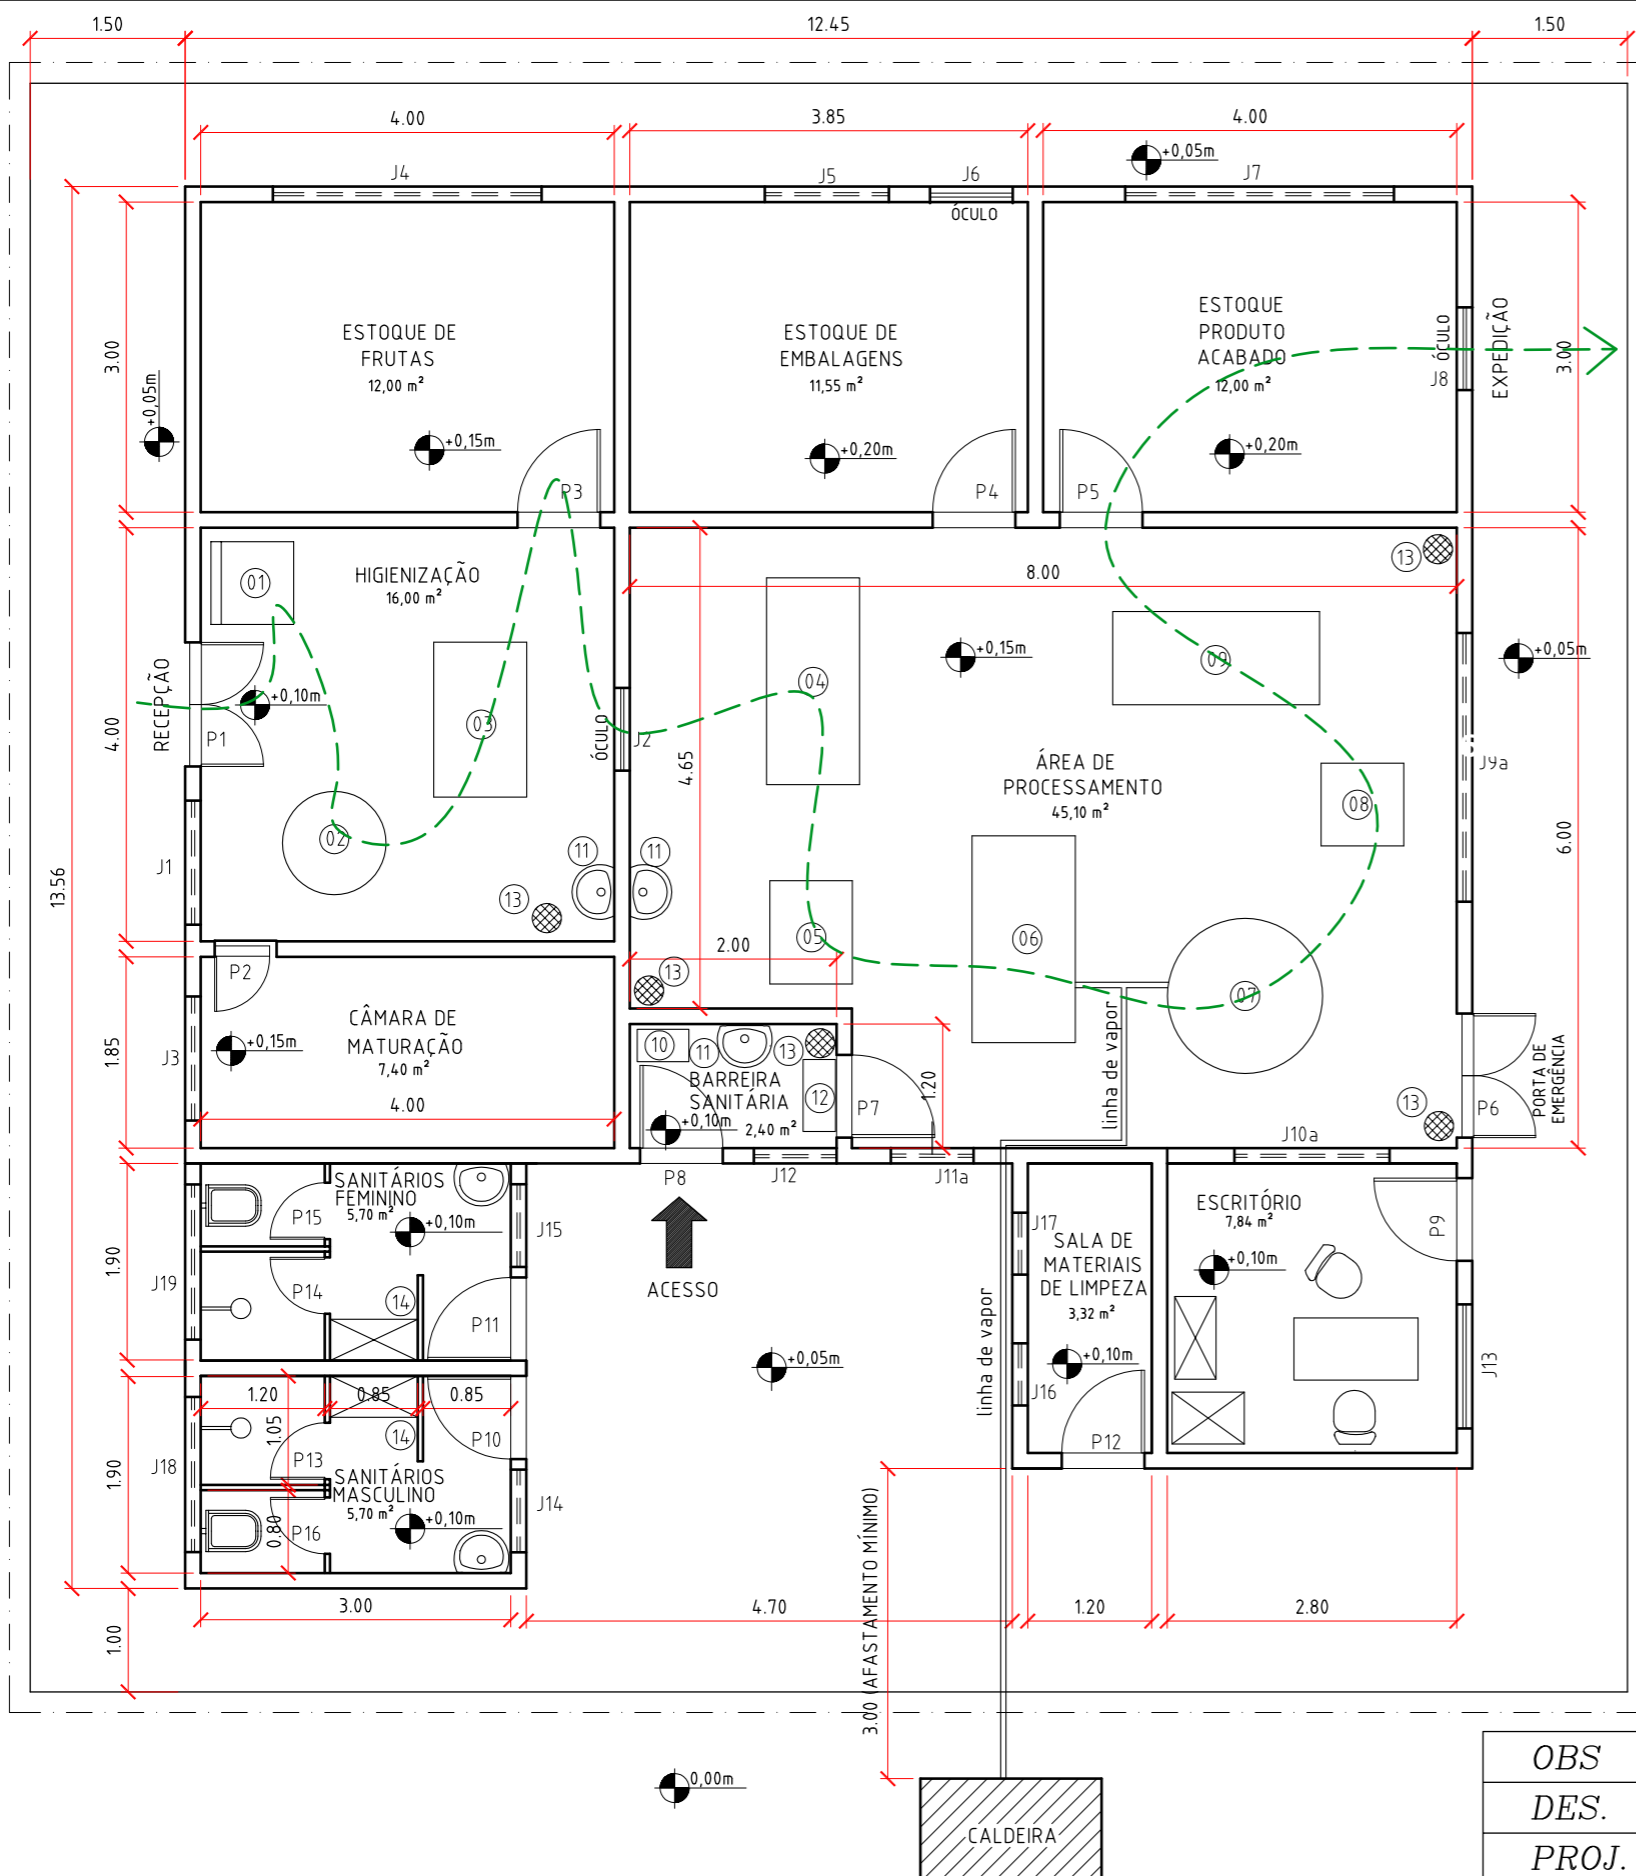 1.50
12.45
1.50
4.00
3.85
4.00
+0,05m
J4
J5
J6
J7
ÓCULO
ESTOQUE DE
FRUTAS
12,00 m²
ESTOQUE DE
EMBALAGENS
11,55 m²
ESTOQUE
PRODUTO
ACABADO
12,00 m²
ÓCULO
J8
EXPEDIÇÃO
3.00
3.00
+0,05m
+0,15m
+0,20m
+0,20m
P3
P4
P5
01
HIGIENIZAÇÃO
16,00 m²
8.00
13
+0,15m
+0,05m
RECEPÇÃO
+0,10m
P1
03
ÓCULO
J2
04
09
4.00
4.65
ÁREA DE
PROCESSAMENTO
45,10 m²
J9a
08
6.00
02
J1
11
11
13
13.56
05
06
2.00
13
07
P2
CÂMARA DE
MATURAÇÃO
7,40 m²
+0,15m
J3
1.85
4.00
10
11
13
BARREIRA
SANITÁRIA
2,40 m²
+0,10m
12
P7
1.20
linha de vapor
13
P6
PORTA DE
EMERGÊNCIA
J10a
P8
J12
J11a
ACESSO
SANITÁRIOS
FEMININO
5,70 m²
+0,10m
P15
P14
14
P11
J15
J19
1.90
J17
SALA DE
MATERIAIS
DE LIMPEZA
3,32 m²
+0,10m
J16
P12
ESCRITÓRIO
7,84 m²
+0,10m
P9
J13
linha de vapor
+0,05m
1.20
0.85
0.85
1.05
14
P10
P13
SANITÁRIOS
MASCULINO
5,70 m²
+0,10m
0.80
P16
J14
J18
1.90
3.00
4.70
1.20
2.80
1.00
3.00 (AFASTAMENTO MÍNIMO)
0,00m
CALDEIRA
OBS
DES.
PROJ.